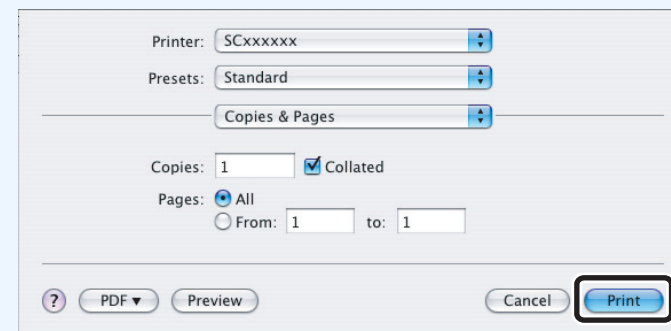 Printer: SCxxxxxx
Presets: Standard
Copies & Pages
Copies: 1 Collated
Pages: All
From: 1 to: 1
? PDF ▼ Preview Cancel Print